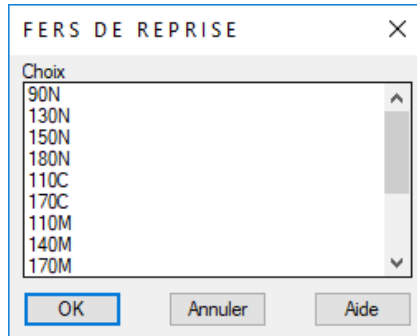 FERS DE REPRISE
Choix
90N
130N
150N
180N
110C
170C
110M
140M
170M
OK Annuler Aide